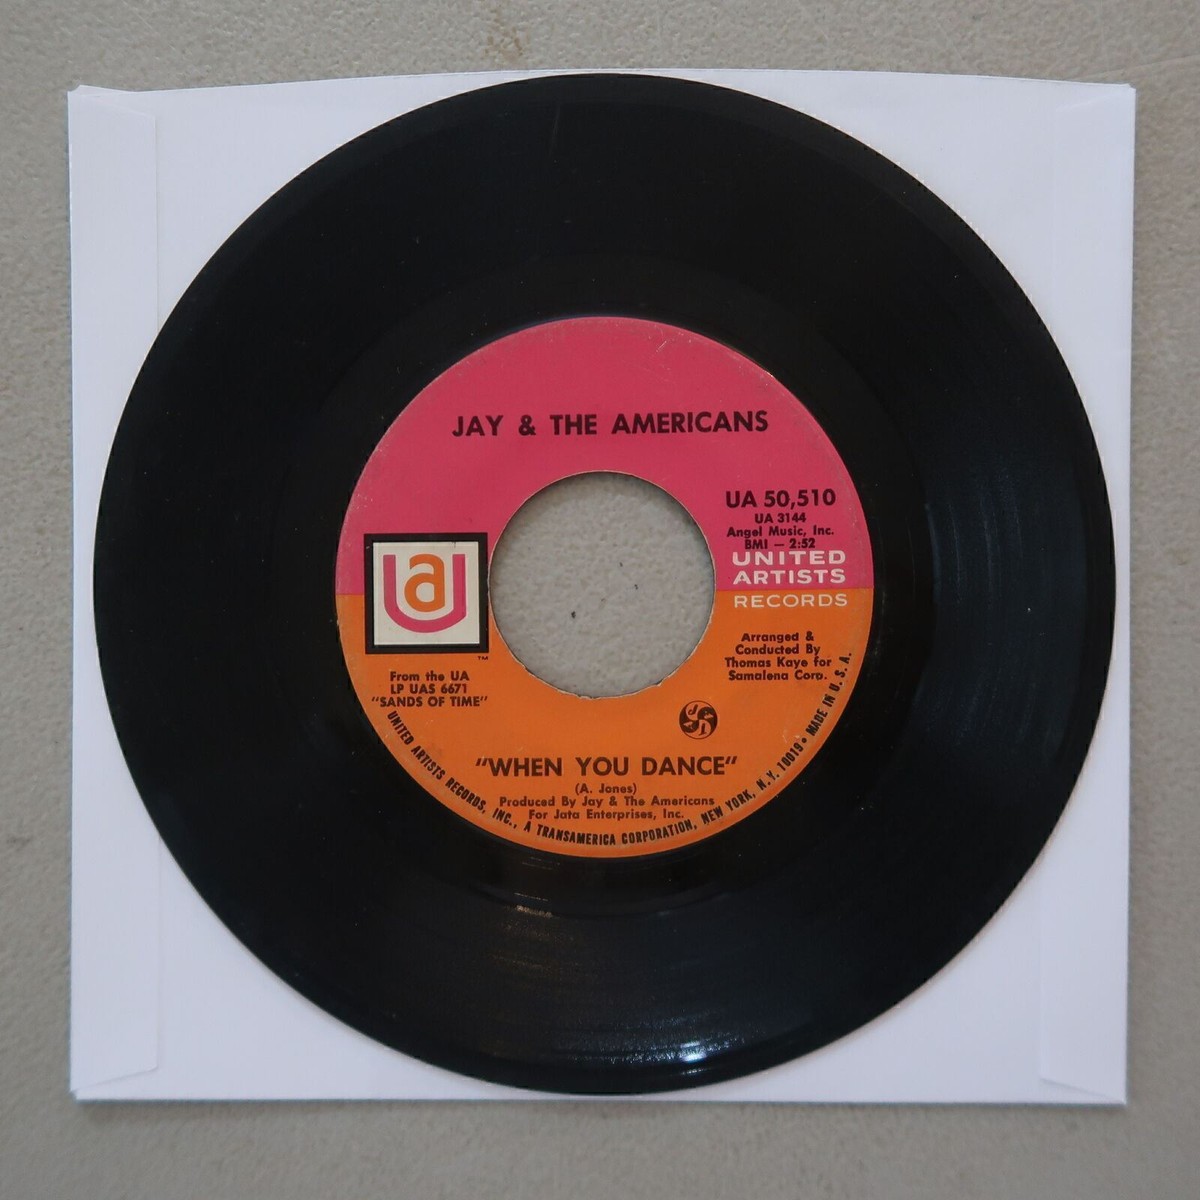 JAY & THE AMERICANS
UA 50,510
UA 3144
Angel Music, Inc.
BMI — 2:52
UNITED
ARTISTS
RECORDS
ua
™
From the UA
LP UAS 6671
"SANDS OF TIME"
Arranged &
Conducted By
Thomas Kaye for
Samalena Corp.
"WHEN YOU DANCE"
(A. Jones)
Produced By Jay & The Americans
For Jata Enterprises, Inc.
UNITED ARTISTS RECORDS, INC., A TRANSAMERICA CORPORATION, NEW YORK, N.Y. 10019 • MADE IN U.S.A.